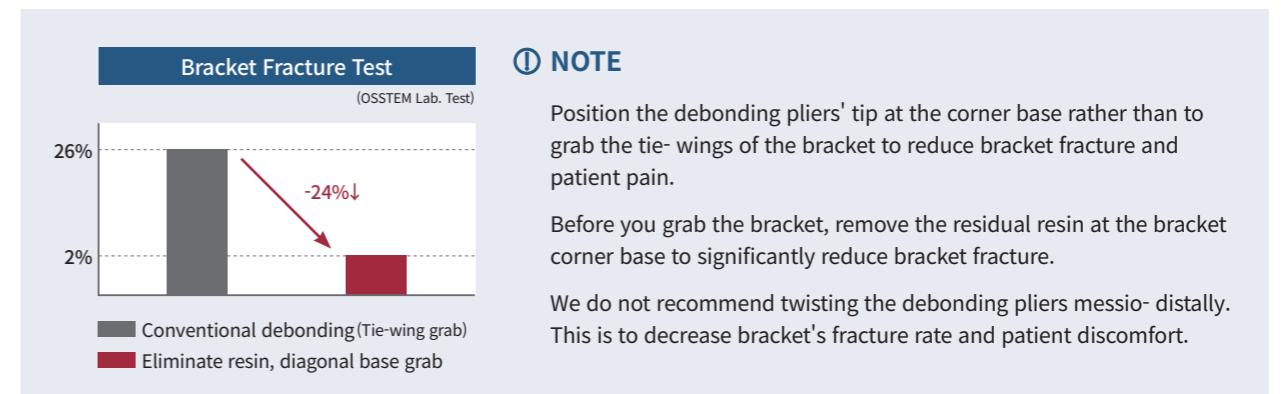 Bracket Fracture Test
(OSSTEM Lab. Test)
26%
-24%↓
2%
Conventional debonding (Tie-wing grab)
Eliminate resin, diagonal base grab
NOTE
Position the debonding pliers' tip at the corner base rather than to
grab the tie- wings of the bracket to reduce bracket fracture and
patient pain.
Before you grab the bracket, remove the residual resin at the bracket
corner base to significantly reduce bracket fracture.
We do not recommend twisting the debonding pliers messio- distally.
This is to decrease bracket's fracture rate and patient discomfort.